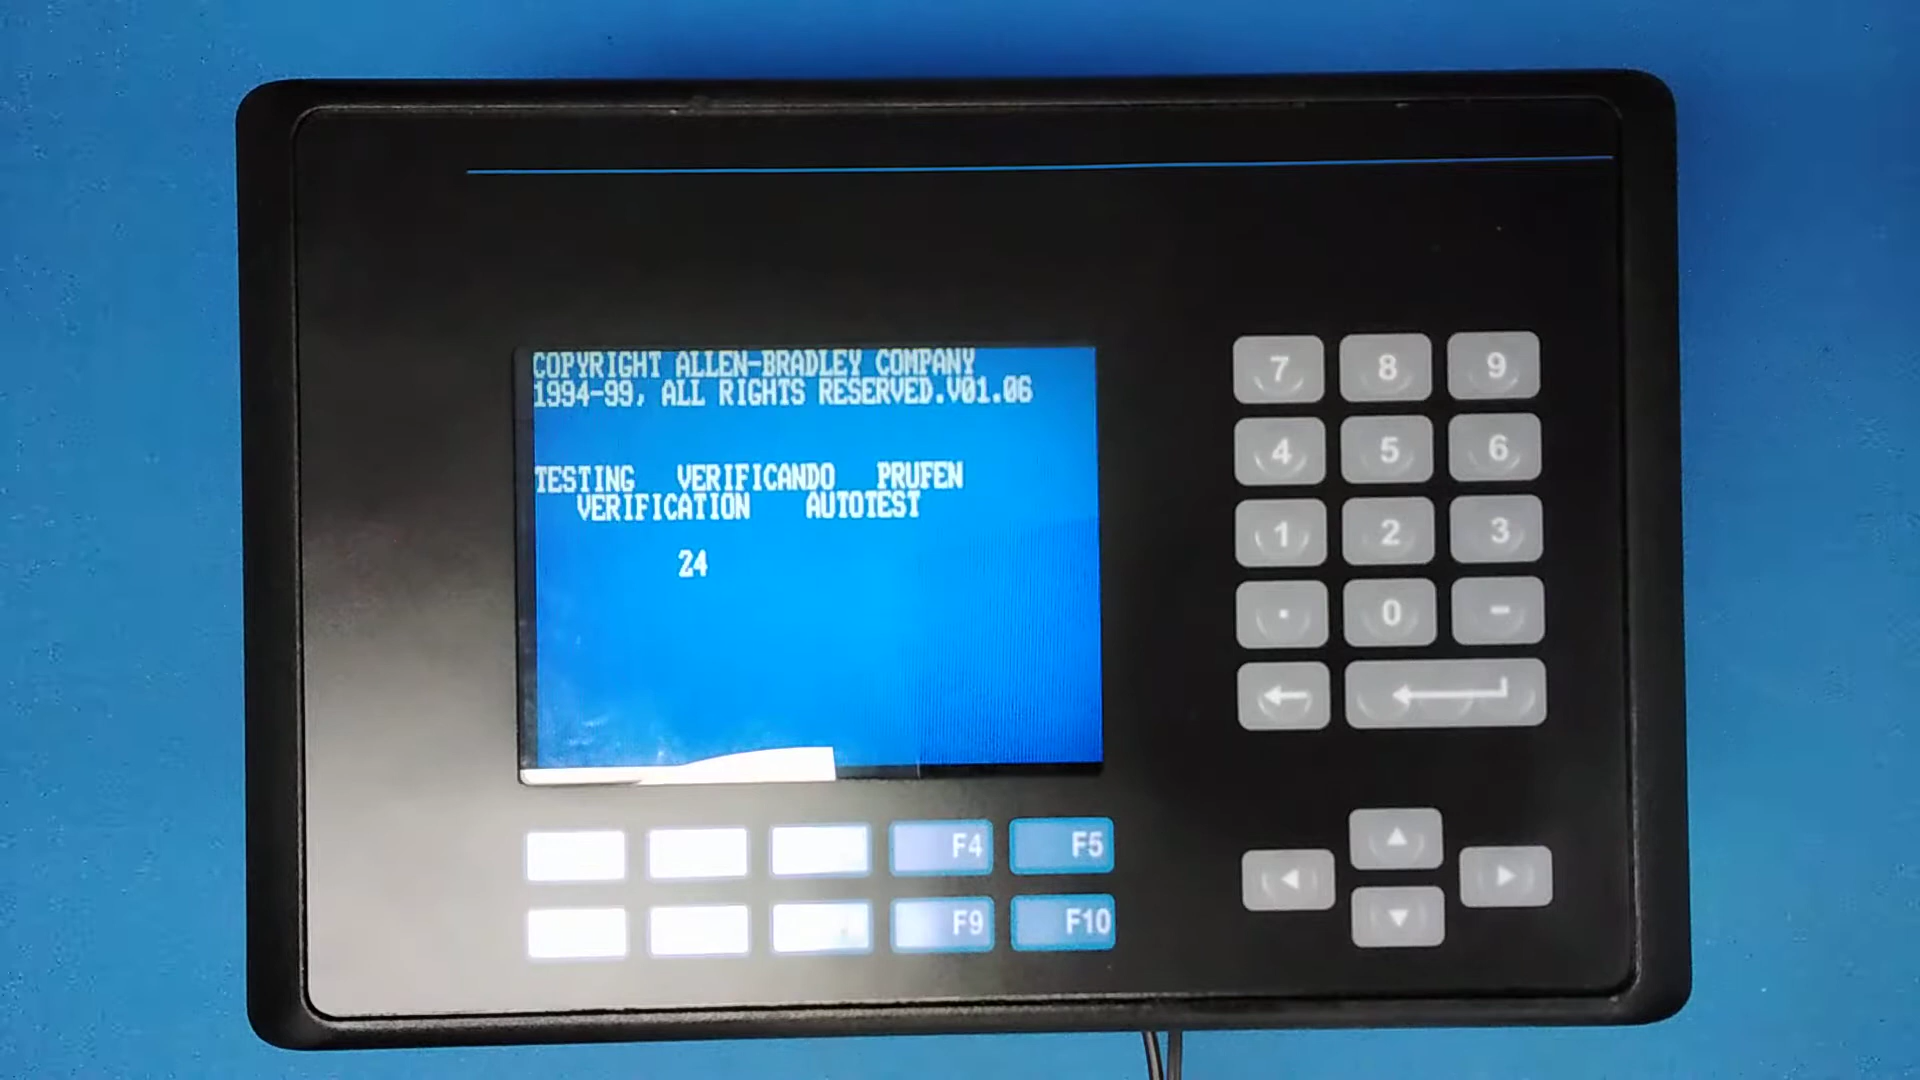 COPYRIGHT ALLEN-BRADLEY COMPANY
1994-99, ALL RIGHTS RESERVED.V01.06
TESTING VERIFICANDO PRUFEN
VERIFICATION AUTOTEST
24
7 8 9
4 5 6
1 2 3
. 0 -
F4 F5
F9 F10